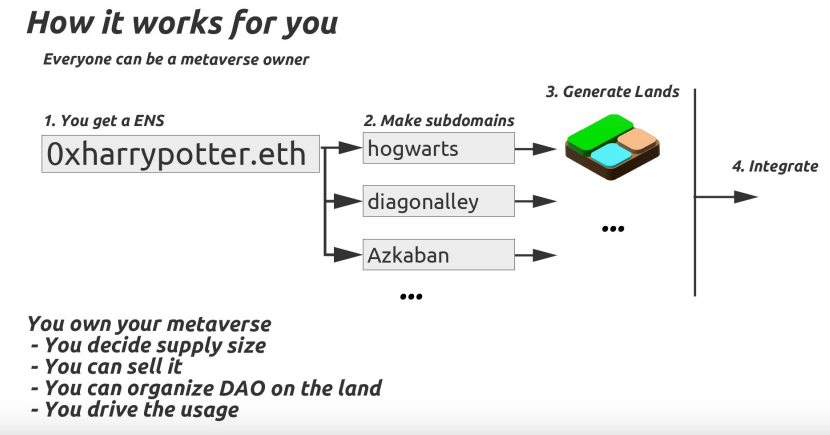 How it works for you
Everyone can be a metaverse owner
1. You get a ENS
2. Make subdomains
3. Generate Lands
0xharrypotter.eth
hogwarts
4. Integrate
diagonalley
...
Azkaban
...
You own your metaverse
- You decide supply size
- You can sell it
- You can organize DAO on the land
- You drive the usage